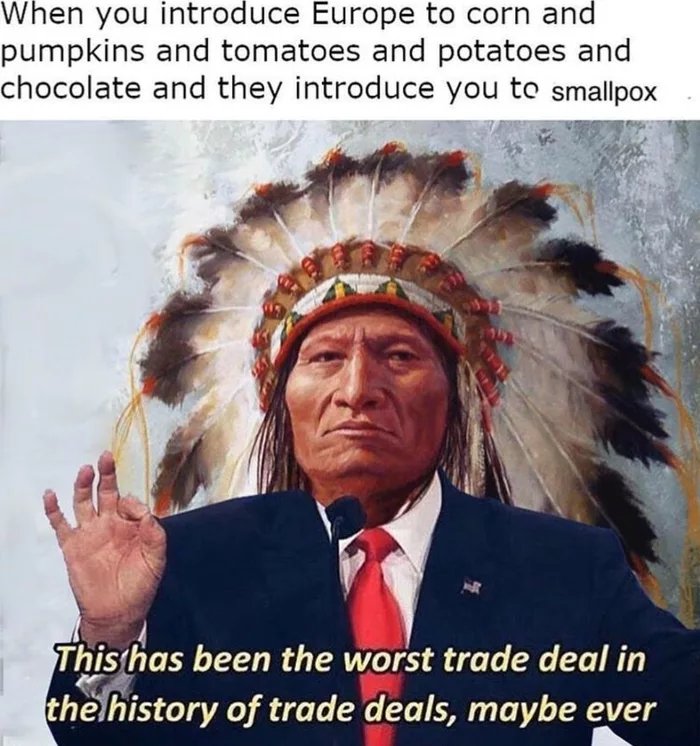 When you introduce Europe to corn and
pumpkins and tomatoes and potatoes and
chocolate and they introduce you to smallpox
This has been the worst trade deal in
the history of trade deals, maybe ever